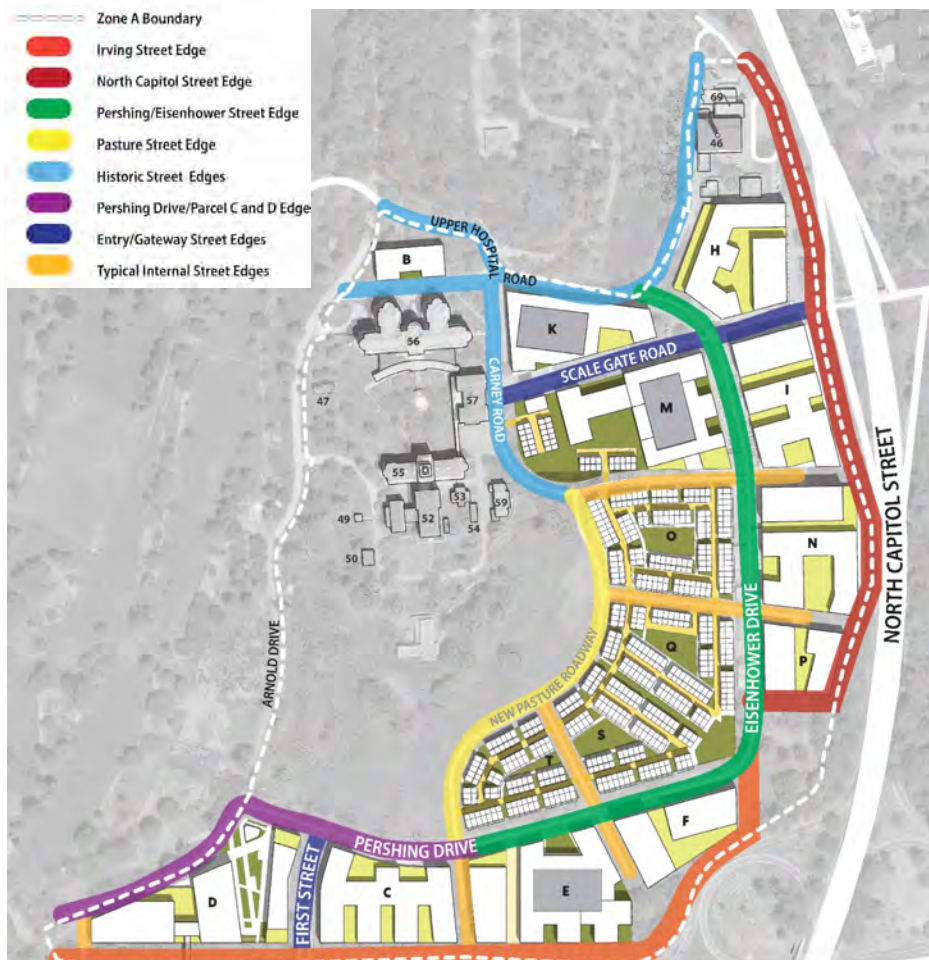 Zone A Boundary
Irving Street Edge
North Capitol Street Edge
Pershing/Eisenhower Street Edge
Pasture Street Edge
Historic Street Edges
Pershing Drive/Parcel C and D Edge
Entry/Gateway Street Edges
Typical Internal Street Edges
69
46
UPPER HOSPITAL
ROAD
B
H
K
56
SCALE GATE ROAD
CARNEY ROAD
47
57
M
I
55
53
59
52
54
49
50
O
N
NORTH CAPITOL STREET
EISENHOWER DRIVE
ARNOLD DRIVE
NEW PASTURE ROADWAY
Q
P
S
T
F
PERSHING DRIVE
FIRST STREET
D
C
E